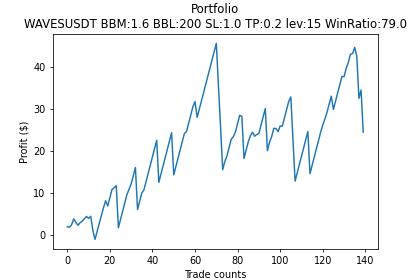 Portfolio
WAVESUSDT BBM:1.6 BBL:200 SL:1.0 TP:0.2 lev:15 WinRatio:79.0
Profit ($)
40
30
20
10
0
0 20 40 60 80 100 120 140
Trade counts